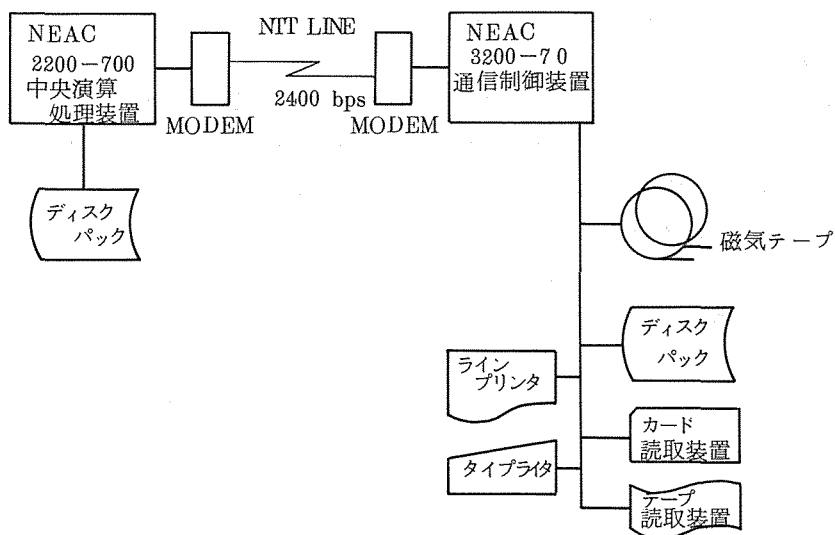 NEAC
2200-700
中央演算
処理装置
MODEM
NTT LINE
2400 bps
MODEM
NEAC
3200-70
通信制御装置
ディスク
パック
磁気テープ
ディスク
パック
ライン
プリンタ
カード
読取装置
タイプライタ
テープ
読取装置